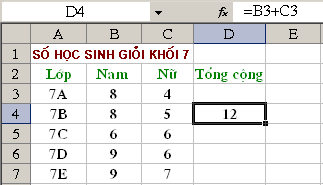 D4 =B3+C3
A B C D E
1 SỐ HỌC SINH GIỎI KHỐI 7
2 Lớp Nam Nữ Tổng cộng
3 7A 8 4
4 7B 8 5 12
5 7C 6 6
6 7D 9 6
7 7E 9 7